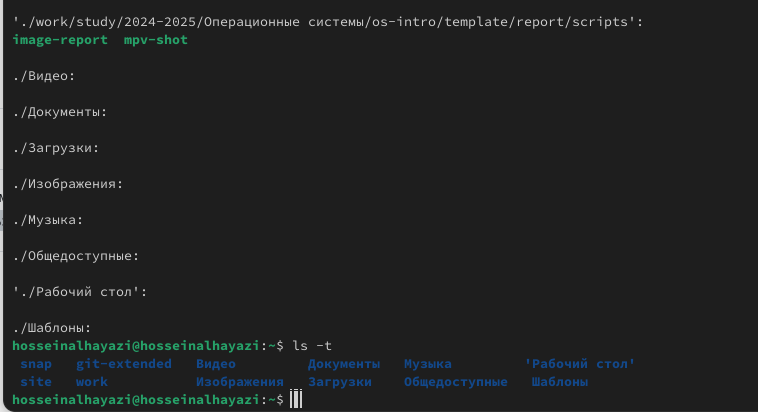 './work/study/2024-2025/Операционные системы/os-intro/template/report/scripts':
image-report  mpv-shot
./Видео:
./Документы:
./Загрузки:
./Изображения:
./Музыка:
./Общедоступные:
'./Рабочий стол':
./Шаблоны:
hosseinalhayazi@hosseinalhayazi:~$ ls -t
snap   git-extended   Видео         Документы   Музыка         'Рабочий стол'
site   work           Изображения   Загрузки    Общедоступные   Шаблоны
hosseinalhayazi@hosseinalhayazi:~$